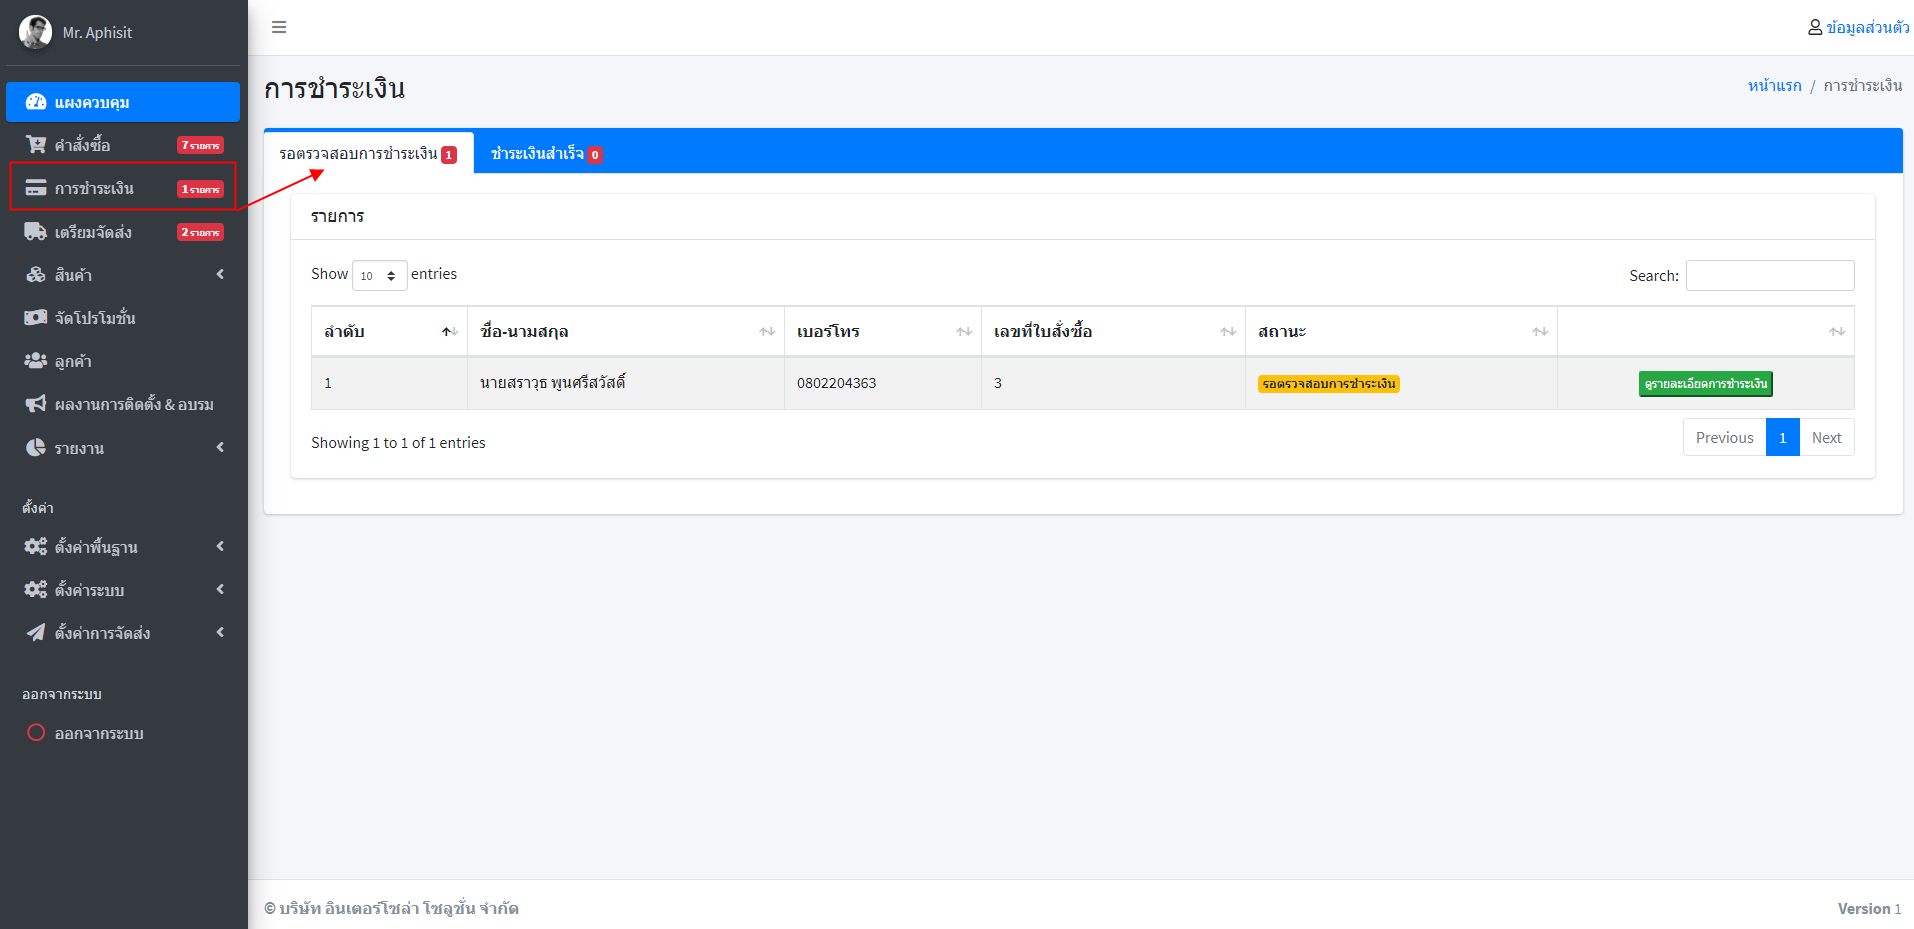 Mr. Aphisit
ข้อมูลส่วนตัว
แผงควบคุม
คำสั่งซื้อ 7 รายการ
การชำระเงิน 1 รายการ
เตรียมจัดส่ง 2 รายการ
สินค้า
จัดโปรโมชั่น
ลูกค้า
ผลงานการติดตั้ง & อบรม
รายงาน
ตั้งค่า
ตั้งค่าพื้นฐาน
ตั้งค่าระบบ
ตั้งค่าการจัดส่ง
ออกจากระบบ
ออกจากระบบ
การชำระเงิน
หน้าแรก / การชำระเงิน
รอตรวจสอบการชำระเงิน 1 ชำระเงินสำเร็จ 0
รายการ
Show 10 entries Search:
ลำดับ ชื่อ-นามสกุล เบอร์โทร เลขที่ใบสั่งซื้อ สถานะ
1 นายสราวุธ พูนศรีสวัสดิ์ 0802204363 3 รอตรวจสอบการชำระเงิน ดูรายละเอียดการชำระเงิน
Showing 1 to 1 of 1 entries Previous 1 Next
© บริษัท อินเตอร์โซล่า โซลูชั่น จำกัด Version 1